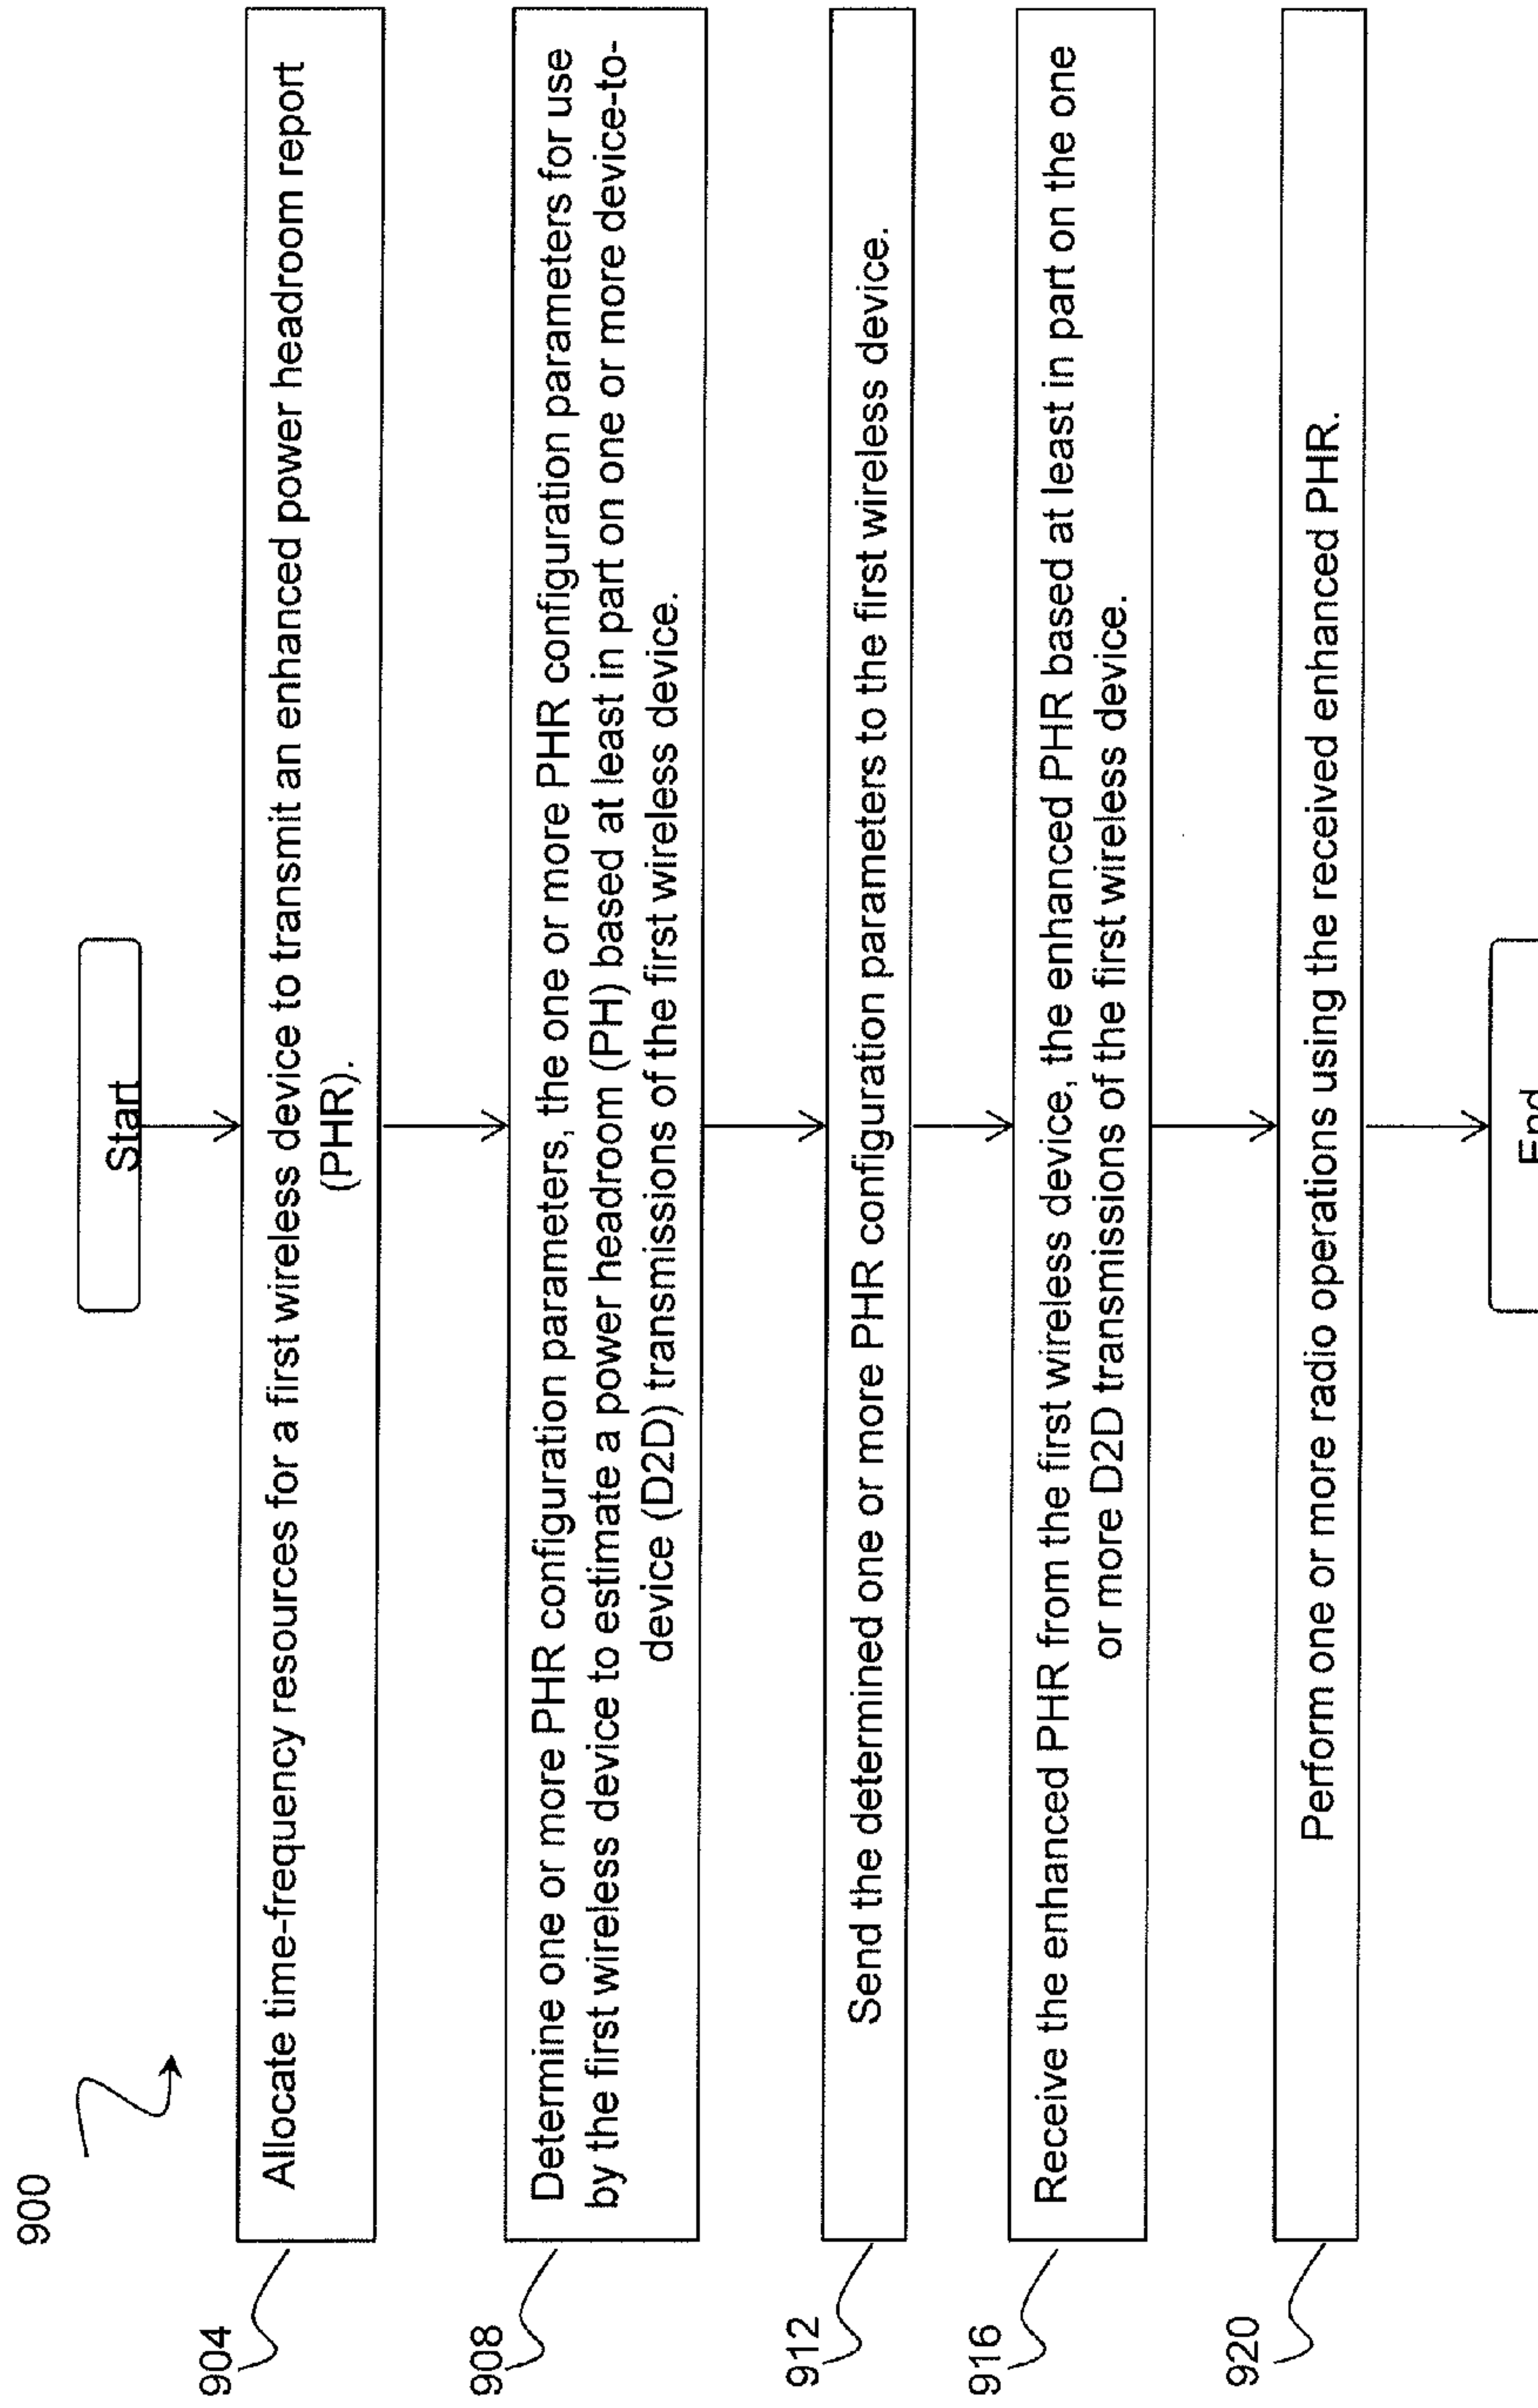 900
Start
904
Allocate time-frequency resources for a first wireless device to transmit an enhanced power headroom report
(PHR).
908
Determine one or more PHR configuration parameters, the one or more PHR configuration parameters for use
by the first wireless device to estimate a power headroom (PH) based at least in part on one or more device-to-
device (D2D) transmissions of the first wireless device.
912
Send the determined one or more PHR configuration parameters to the first wireless device.
916
Receive the enhanced PHR from the first wireless device, the enhanced PHR based at least in part on the one
or more D2D transmissions of the first wireless device.
920
Perform one or more radio operations using the received enhanced PHR.
End